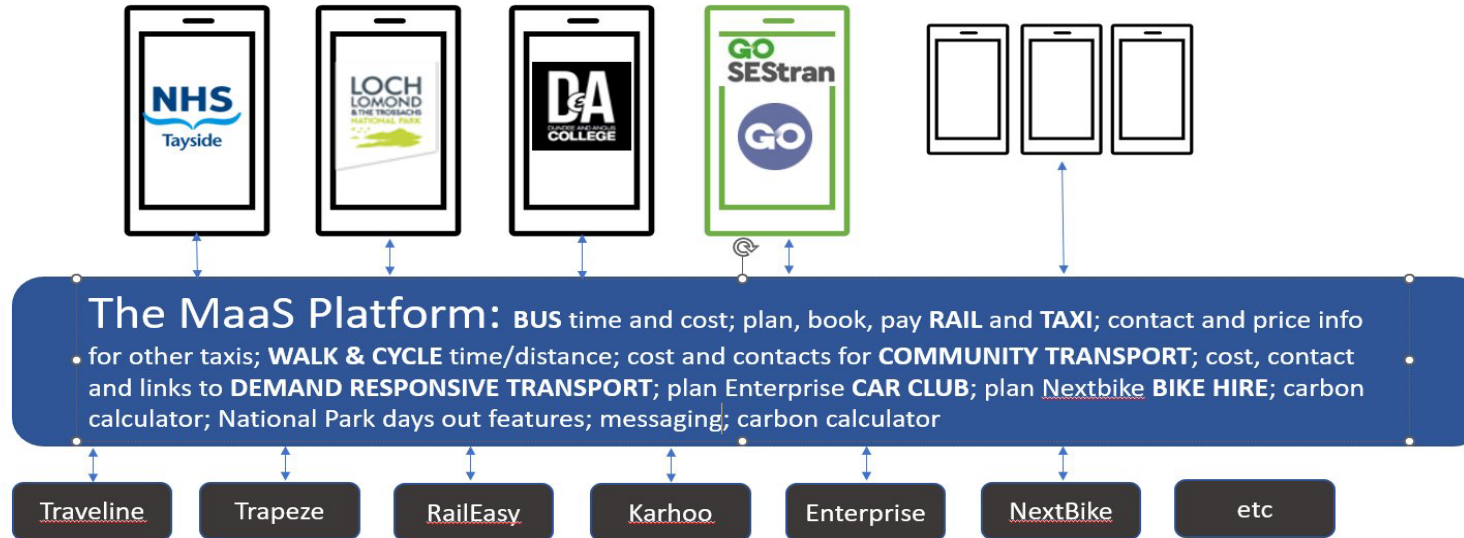 NHS
Tayside
LOCH
LOMOND
& THE TROSSACHS
NATIONAL PARK
D&A
DUNDEE AND ANGUS
COLLEGE
GO
SEStran
GO
The MaaS Platform: BUS time and cost; plan, book, pay RAIL and TAXI; contact and price info
for other taxis; WALK & CYCLE time/distance; cost and contacts for COMMUNITY TRANSPORT; cost, contact
and links to DEMAND RESPONSIVE TRANSPORT; plan Enterprise CAR CLUB; plan Nextbike BIKE HIRE; carbon
calculator; National Park days out features; messaging; carbon calculator
Traveline
Trapeze
RailEasy
Karhoo
Enterprise
NextBike
etc